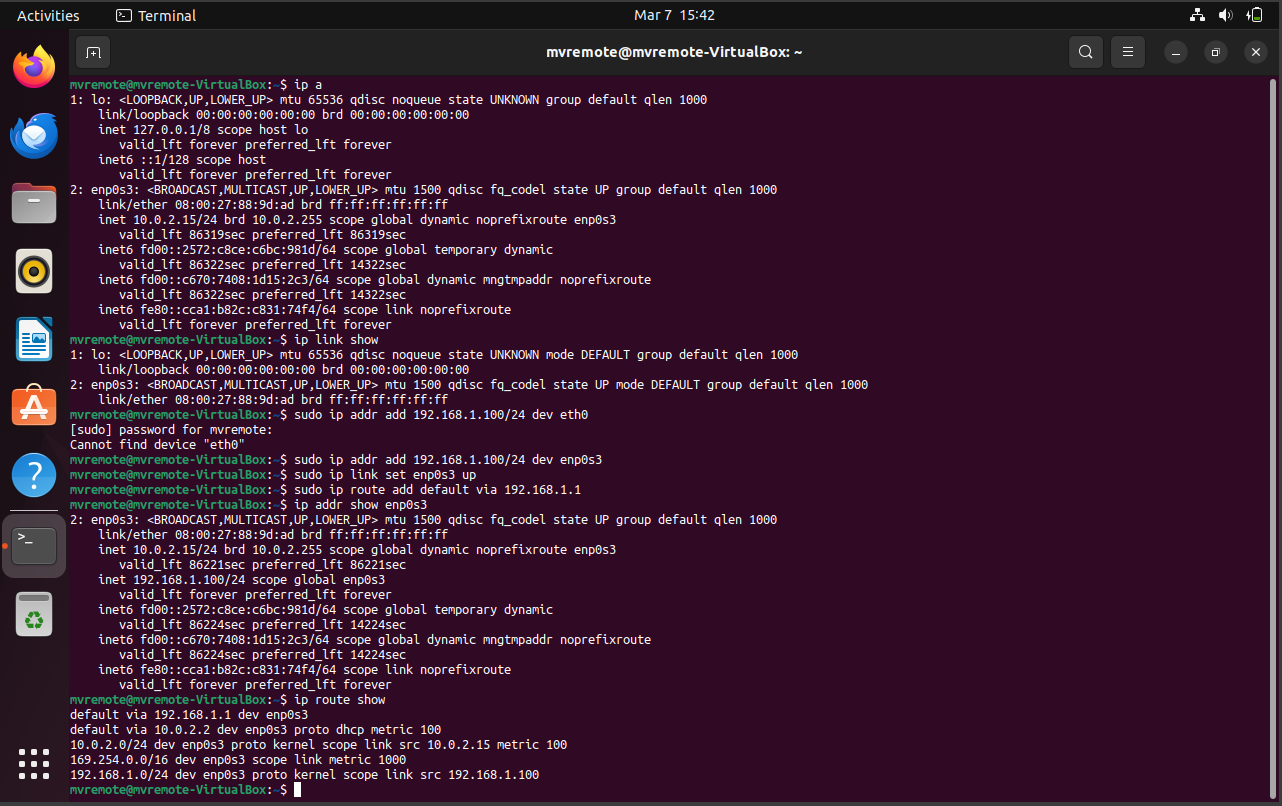 Activities Terminal Mar 7 15:42
mvremote@mvremote-VirtualBox: ~
mvremote@mvremote-VirtualBox:~$ ip a
1: lo: <LOOPBACK,UP,LOWER_UP> mtu 65536 qdisc noqueue state UNKNOWN group default qlen 1000
    link/loopback 00:00:00:00:00:00 brd 00:00:00:00:00:00
    inet 127.0.0.1/8 scope host lo
       valid_lft forever preferred_lft forever
    inet6 ::1/128 scope host
       valid_lft forever preferred_lft forever
2: enp0s3: <BROADCAST,MULTICAST,UP,LOWER_UP> mtu 1500 qdisc fq_codel state UP group default qlen 1000
    link/ether 08:00:27:88:9d:ad brd ff:ff:ff:ff:ff:ff
    inet 10.0.2.15/24 brd 10.0.2.255 scope global dynamic noprefixroute enp0s3
       valid_lft 86319sec preferred_lft 86319sec
    inet6 fd00::2572:c8ce:c6bc:981d/64 scope global temporary dynamic
       valid_lft 86322sec preferred_lft 14322sec
    inet6 fd00::c670:7408:1d15:2c3/64 scope global dynamic mngtmpaddr noprefixroute
       valid_lft 86322sec preferred_lft 14322sec
    inet6 fe80::cca1:b82c:c831:74f4/64 scope link noprefixroute
       valid_lft forever preferred_lft forever
mvremote@mvremote-VirtualBox:~$ ip link show
1: lo: <LOOPBACK,UP,LOWER_UP> mtu 65536 qdisc noqueue state UNKNOWN mode DEFAULT group default qlen 1000
    link/loopback 00:00:00:00:00:00 brd 00:00:00:00:00:00
2: enp0s3: <BROADCAST,MULTICAST,UP,LOWER_UP> mtu 1500 qdisc fq_codel state UP mode DEFAULT group default qlen 1000
    link/ether 08:00:27:88:9d:ad brd ff:ff:ff:ff:ff:ff
mvremote@mvremote-VirtualBox:~$ sudo ip addr add 192.168.1.100/24 dev eth0
[sudo] password for mvremote:
Cannot find device "eth0"
mvremote@mvremote-VirtualBox:~$ sudo ip addr add 192.168.1.100/24 dev enp0s3
mvremote@mvremote-VirtualBox:~$ sudo ip link set enp0s3 up
mvremote@mvremote-VirtualBox:~$ sudo ip route add default via 192.168.1.1
mvremote@mvremote-VirtualBox:~$ ip addr show enp0s3
2: enp0s3: <BROADCAST,MULTICAST,UP,LOWER_UP> mtu 1500 qdisc fq_codel state UP group default qlen 1000
    link/ether 08:00:27:88:9d:ad brd ff:ff:ff:ff:ff:ff
    inet 10.0.2.15/24 brd 10.0.2.255 scope global dynamic noprefixroute enp0s3
       valid_lft 86221sec preferred_lft 86221sec
    inet 192.168.1.100/24 scope global enp0s3
       valid_lft forever preferred_lft forever
    inet6 fd00::2572:c8ce:c6bc:981d/64 scope global temporary dynamic
       valid_lft 86224sec preferred_lft 14224sec
    inet6 fd00::c670:7408:1d15:2c3/64 scope global dynamic mngtmpaddr noprefixroute
       valid_lft 86224sec preferred_lft 14224sec
    inet6 fe80::cca1:b82c:c831:74f4/64 scope link noprefixroute
       valid_lft forever preferred_lft forever
mvremote@mvremote-VirtualBox:~$ ip route show
default via 192.168.1.1 dev enp0s3
default via 10.0.2.2 dev enp0s3 proto dhcp metric 100
10.0.2.0/24 dev enp0s3 proto kernel scope link src 10.0.2.15 metric 100
169.254.0.0/16 dev enp0s3 scope link metric 1000
192.168.1.0/24 dev enp0s3 proto kernel scope link src 192.168.1.100
mvremote@mvremote-VirtualBox:~$